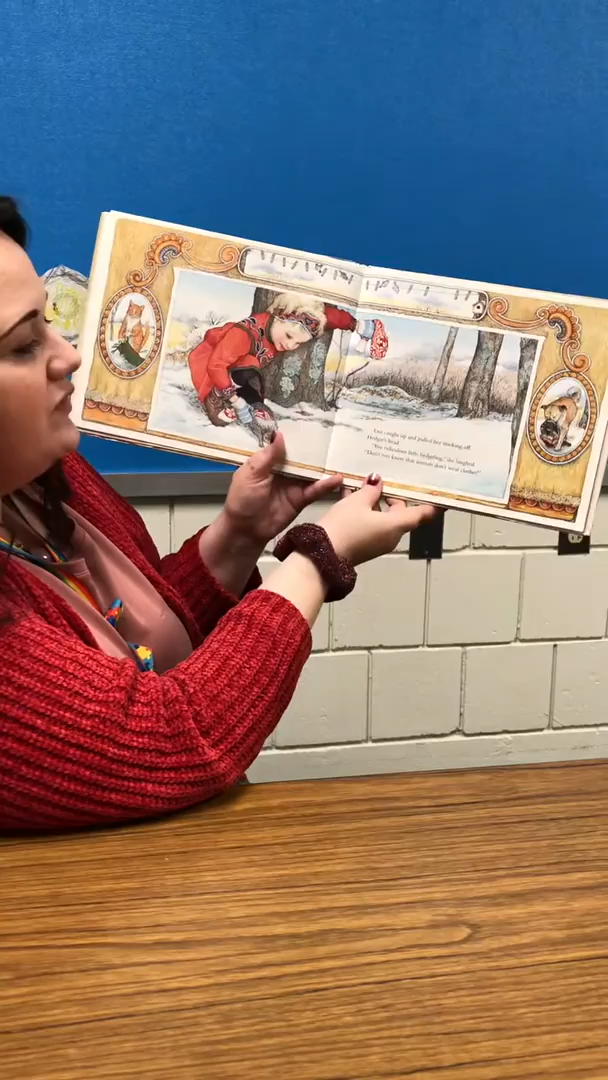 Lisa caught up and pulled her stocking off
Hedgie's head.
"You ridiculous little hedgehog," she laughed.
"Don't you know that animals don't wear clothes!"